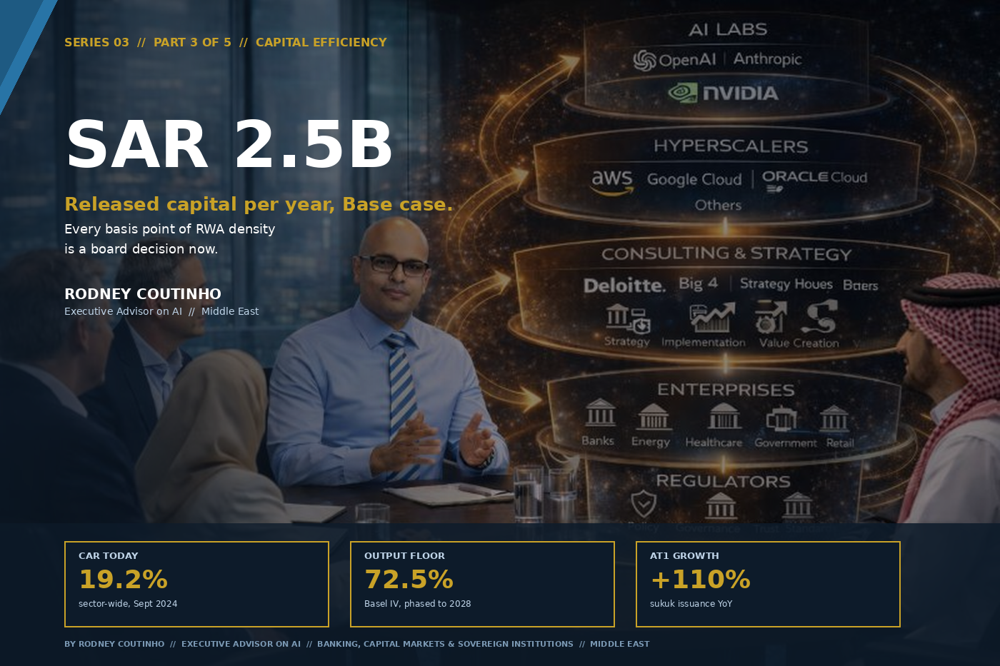 SERIES 03 // PART 3 OF 5 // CAPITAL EFFICIENCY
SAR 2.5B
Released capital per year, Base case.
Every basis point of RWA density
is a board decision now.
RODNEY COUTINHO
Executive Advisor on AI // Middle East
AI LABS
OpenAI | Anthropic
NVIDIA
HYPERSCALERS
aws Google Cloud | ORACLE Cloud
Others
CONSULTING & STRATEGY
Deloitte. Big 4 | Strategy Houes
Strategy Implementation Value Creation
ENTERPRISES
Banks Energy Healthcare Government Retail
REGULATORS
Policy Governance
CAR TODAY
19.2%
sector-wide, Sept 2024
OUTPUT FLOOR
72.5%
Basel IV, phased to 2028
AT1 GROWTH
+110%
sukuk issuance YoY
BY RODNEY COUTINHO // EXECUTIVE ADVISOR ON AI // BANKING, CAPITAL MARKETS & SOVEREIGN INSTITUTIONS // MIDDLE EAST